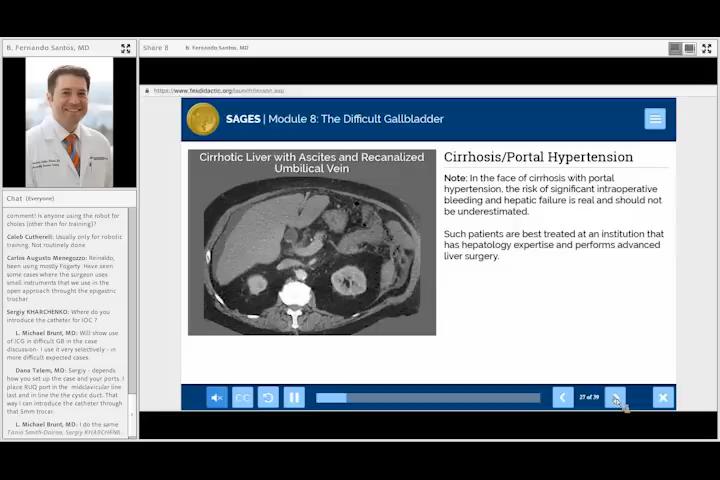 B. Fernando Santos, MD
Share 8 B. Fernando Santos, MD
https://www.fesdidactic.org/launchlesson.asp
SAGES | Module 8: The Difficult Gallbladder
Cirrhotic Liver with Ascites and Recanalized
Umbilical Vein
Cirrhosis/Portal Hypertension
Note: In the face of cirrhosis with portal
hypertension, the risk of significant intraoperative
bleeding and hepatic failure is real and should not
be underestimated.
Such patients are best treated at an institution that
has hepatology expertise and performs advanced
liver surgery.
CC
27 of 39
Chat (Everyone)
comment! Is anyone using the robot for
choles (other than for training)?
Caleb Cutherell: Usually only for robotic
training. Not routinely done
Carlos Augusto Menegozzo: Reinaldo,
been using mostly Fogarty. Have seen
some cases where the surgeon uses
small instruments that we use in the
open approach throught the epigastric
trochar.
Sergiy KHARCHENKO: Where do you
introduce the catheter for IOC ?
L. Michael Brunt, MD: Will show use
of ICG in difficult GB in the case
discussion- I use it very selectively - in
in more difficult expected cases.
Dana Telem, MD: Sergiy - depends
how you set up the case and your ports. I
place RUQ port in the midclavicular line
last and in line the the cystic duct. That
way I can introduce the catheter through
that 5mm trocar.
L. Michael Brunt, MD: I do the same